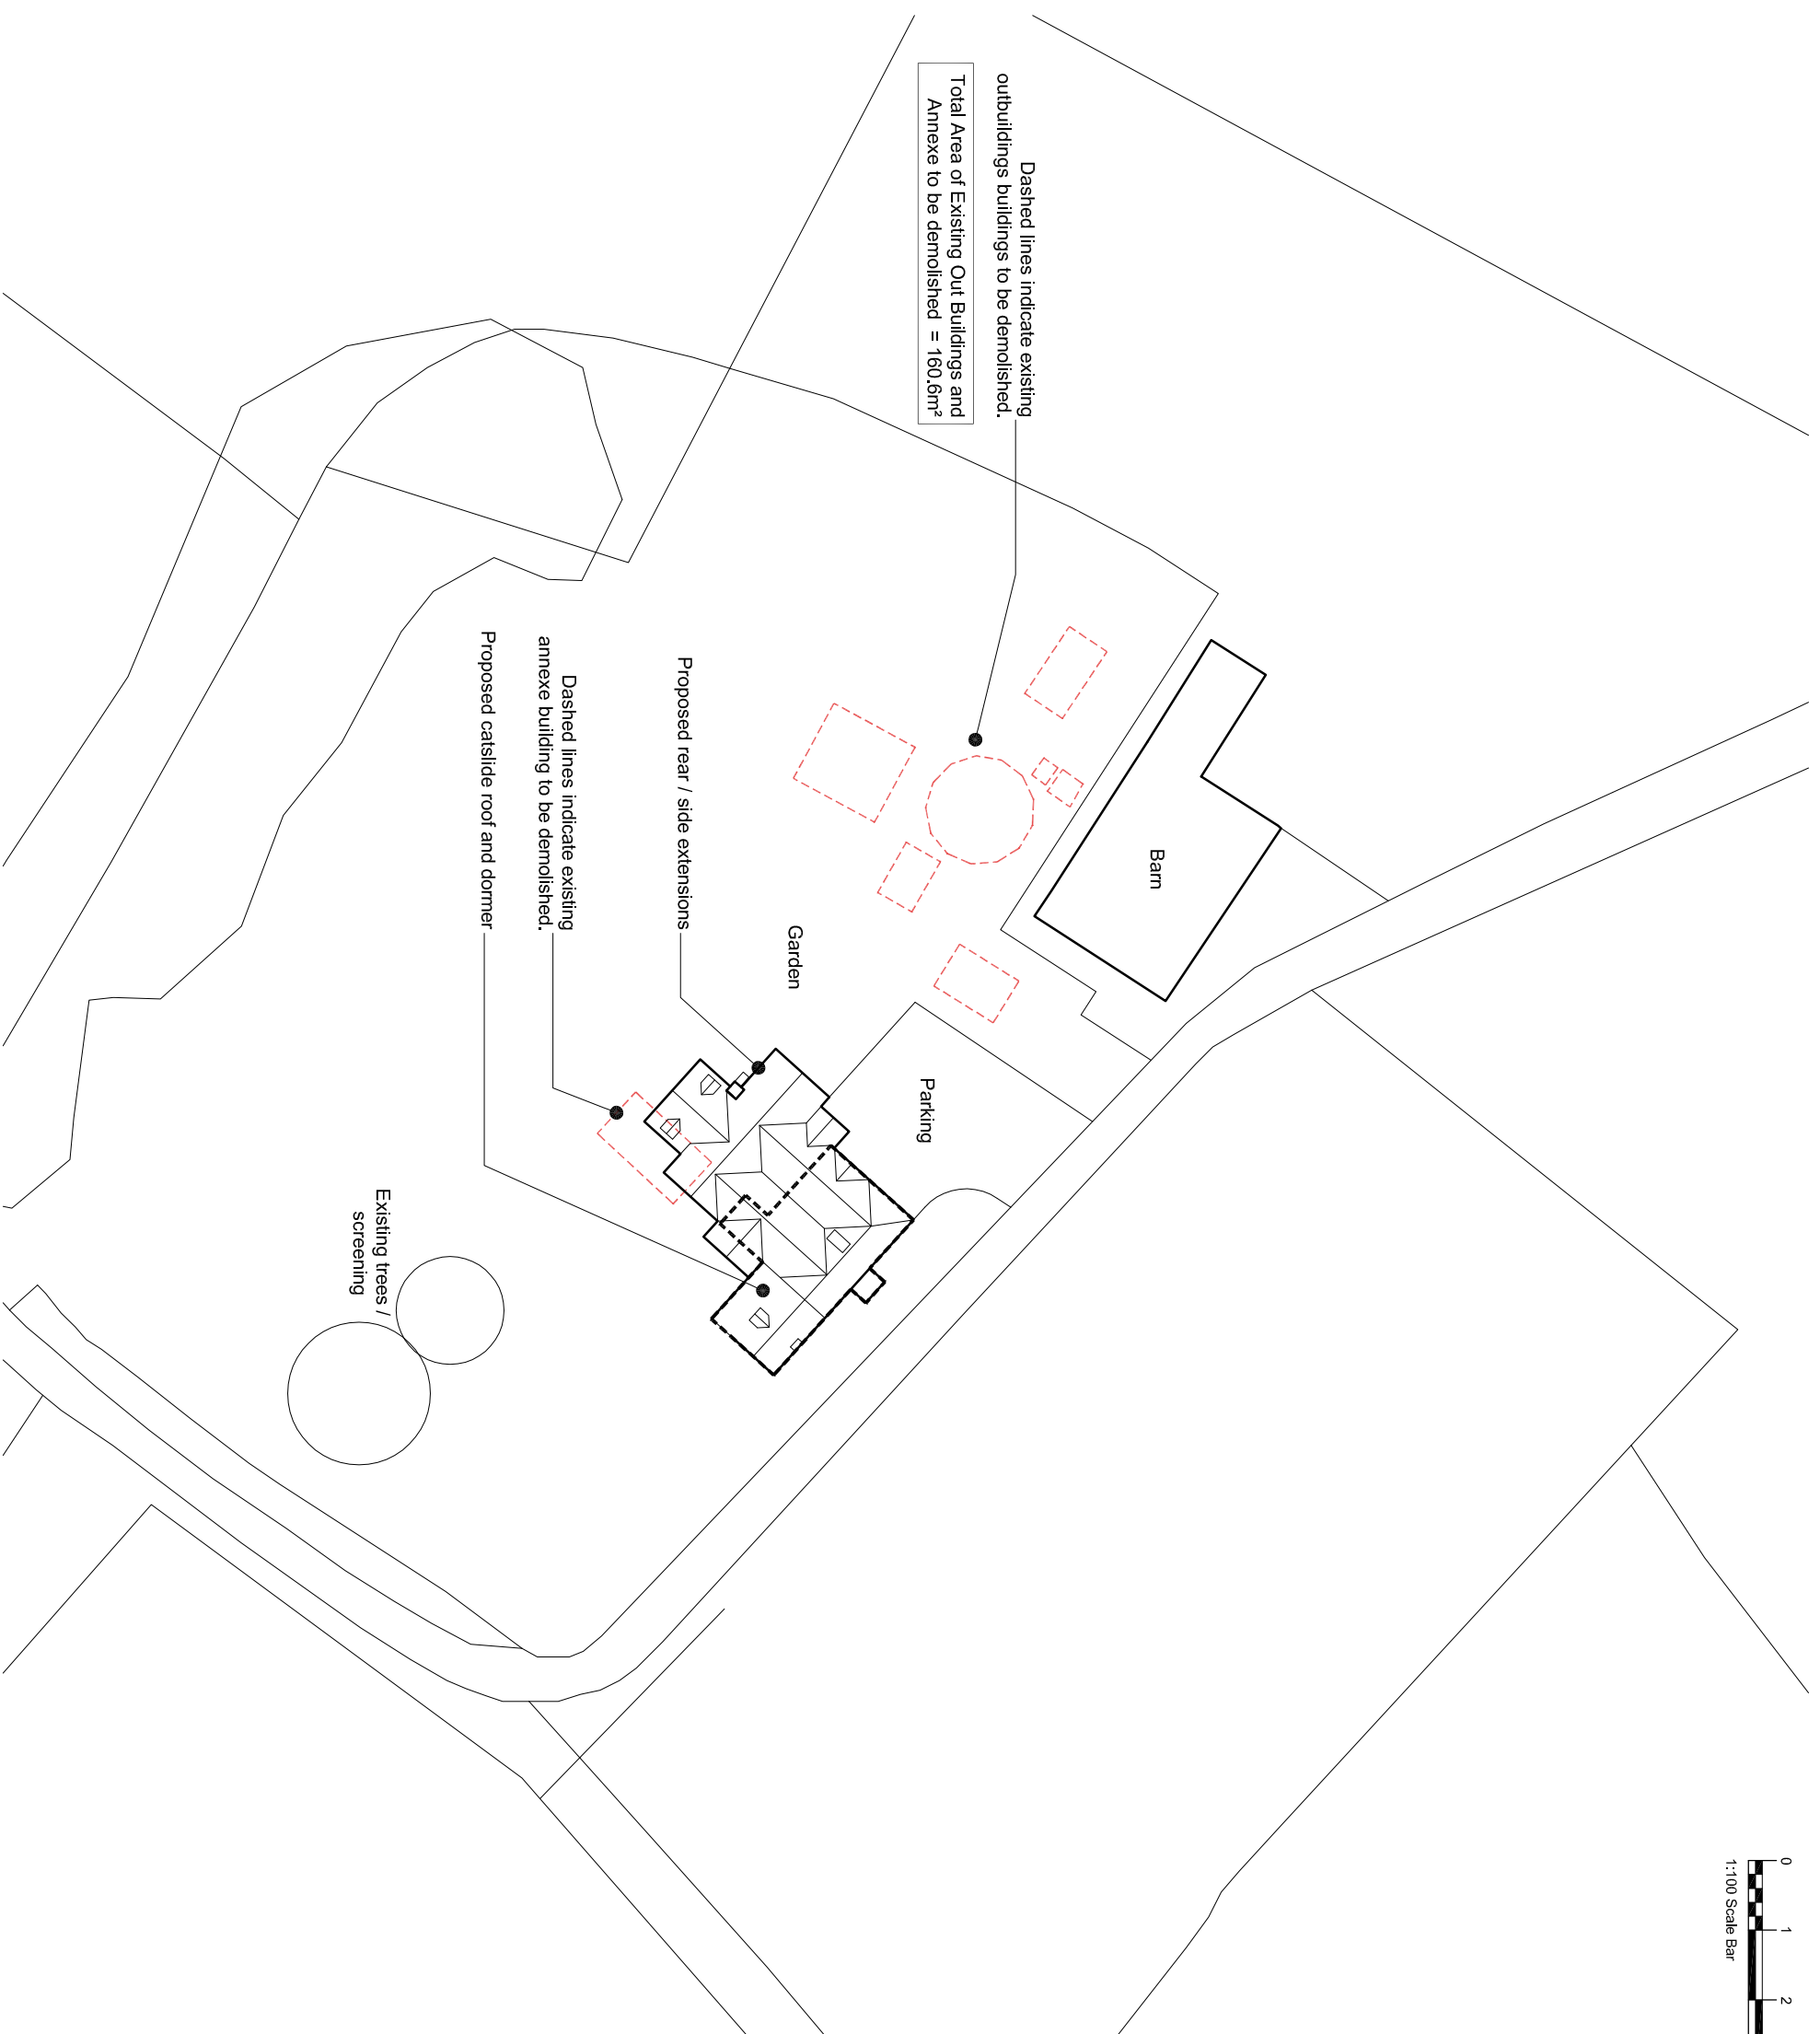 Dashed lines indicate existing
outbuildings buildings to be demolished.
Total Area of Existing Out Buildings and
Annexe to be demolished = 160.6m²
Barn
Garden
Parking
Proposed rear / side extensions
Dashed lines indicate existing
annexe building to be demolished.
Proposed catslide roof and dormer
Existing trees /
screening
0
1
2
1:100 Scale Bar